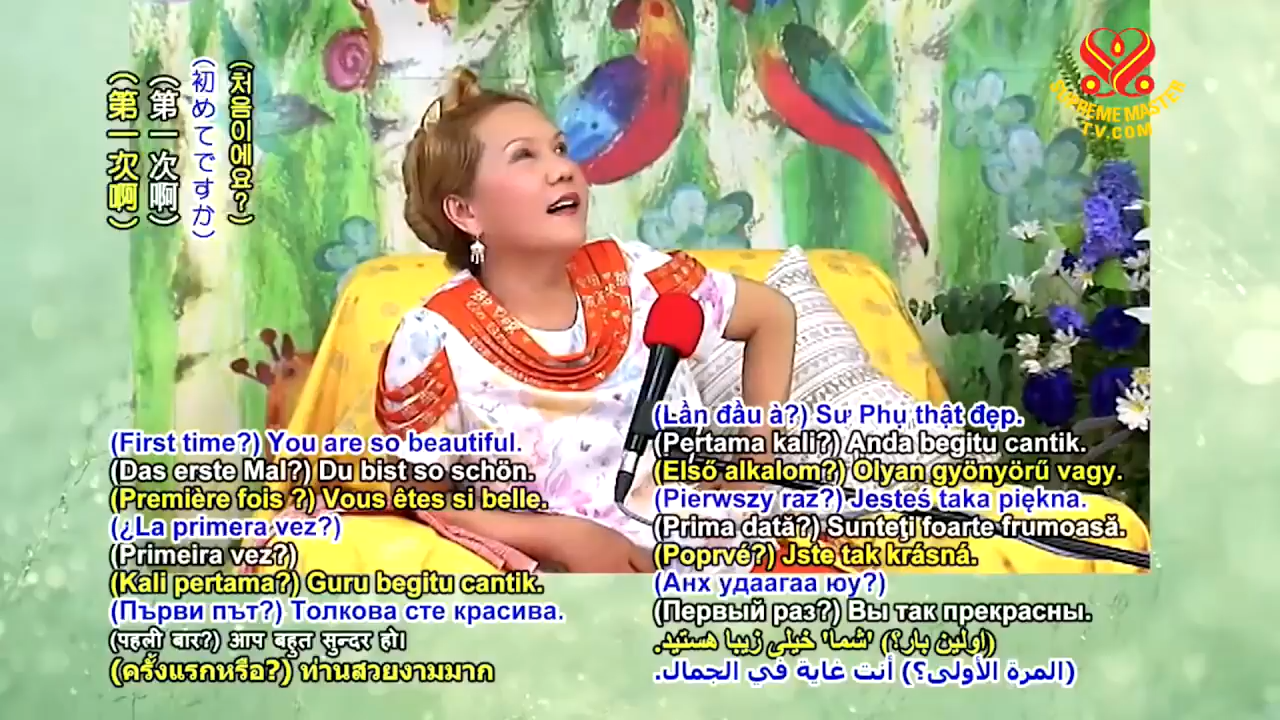 (처음이에요?)
(初めてですか)
(第一次啊)
(第一次啊)
SUPREME MASTER
TV.COM
(First time?) You are so beautiful.
(Das erste Mal?) Du bist so schön.
(Première fois ?) Vous êtes si belle.
(¿La primera vez?)
(Primeira vez?)
(Kali pertama?) Guru begitu cantik.
(Първи път?) Толкова сте красива.
(पहली बार?) आप बहुत सुन्दर हो।
(ครั้งแรกหรือ?) ท่านสวยงามมาก
(Lần đầu à?) Sư Phụ thật đẹp.
(Pertama kali?) Anda begitu cantik.
(Első alkalom?) Olyan gyönyörű vagy.
(Pierwszy raz?) Jesteś taka piękna.
(Prima dată?) Sunteţi foarte frumoasă.
(Poprvé?) Jste tak krásná.
(Анх удаагаа юу?)
(Первый раз?) Вы так прекрасны.
(اولین بار؟) 'شما' خیلی زیبا هستید.
(المرة الأولى؟) أنت غاية في الجمال.